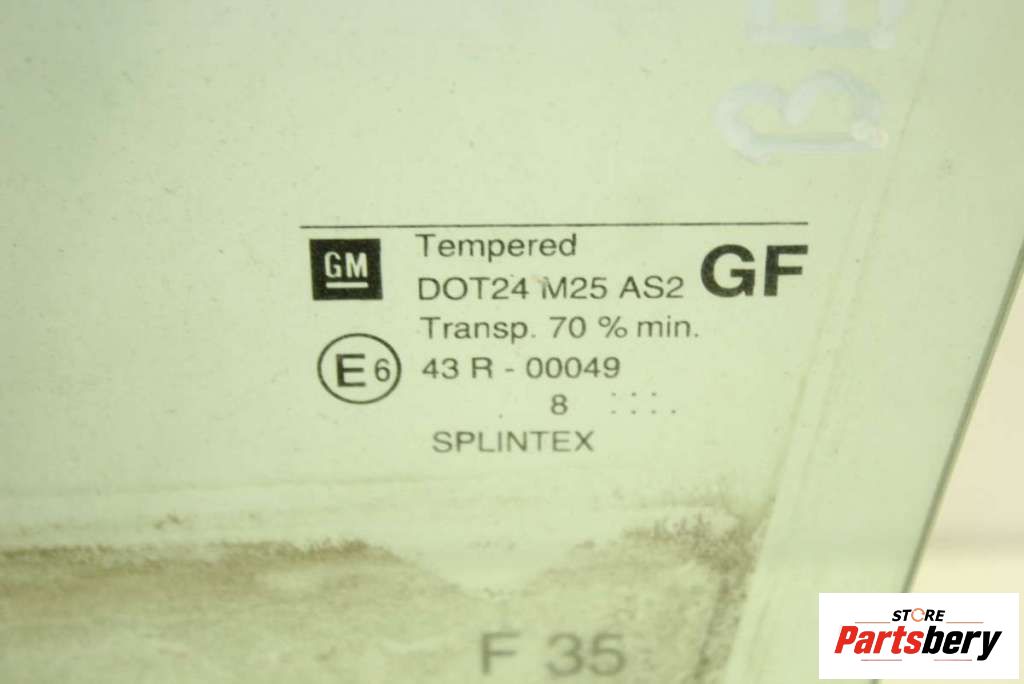 GM
Tempered
DOT24 M25 AS2
GF
Transp. 70 % min.
E6
43 R - 00049
8
SPLINTEX
F 35
STORE
Partsbery